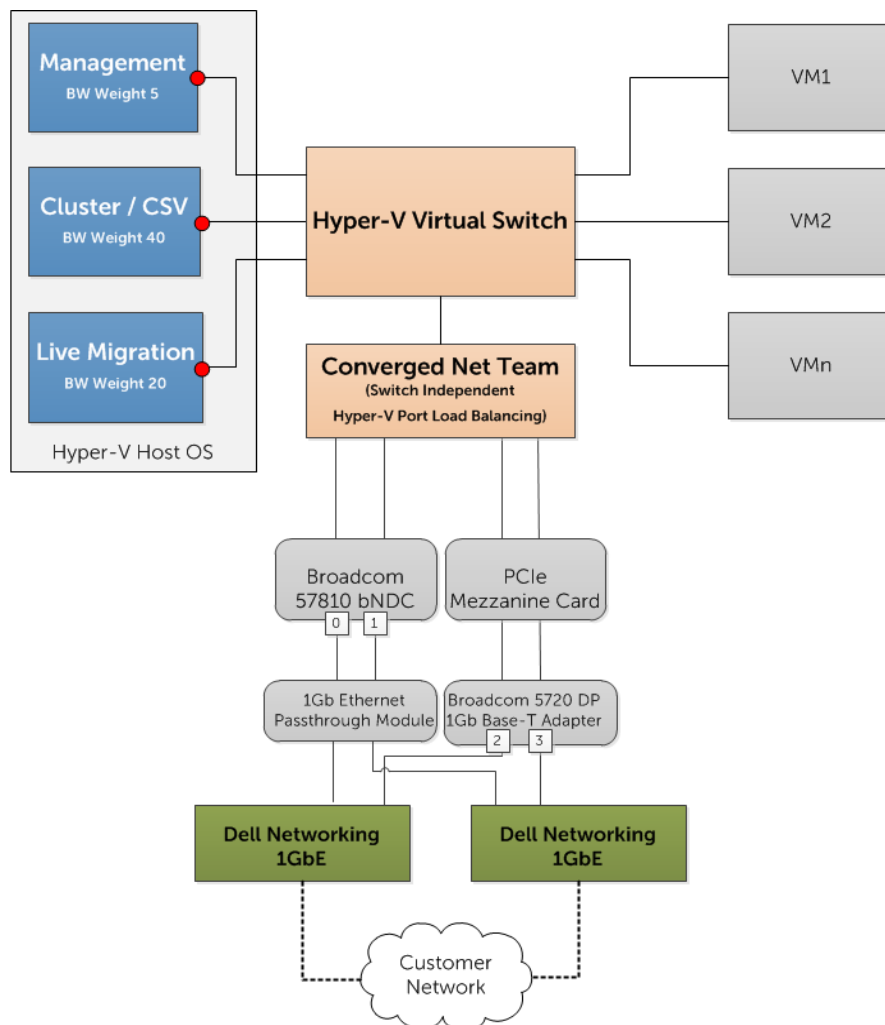 Management
BW Weight 5
Cluster / CSV
BW Weight 40
Live Migration
BW Weight 20
Hyper-V Host OS
Hyper-V Virtual Switch
VM1
VM2
VMn
Converged Net Team
(Switch Independent
Hyper-V Port Load Balancing)
Broadcom
57810 bNDC
0
1
PCIe
Mezzanine Card
1Gb Ethernet
Passthrough Module
Broadcom 5720 DP
1Gb Base-T Adapter
2
3
Dell Networking
1GbE
Dell Networking
1GbE
Customer
Network